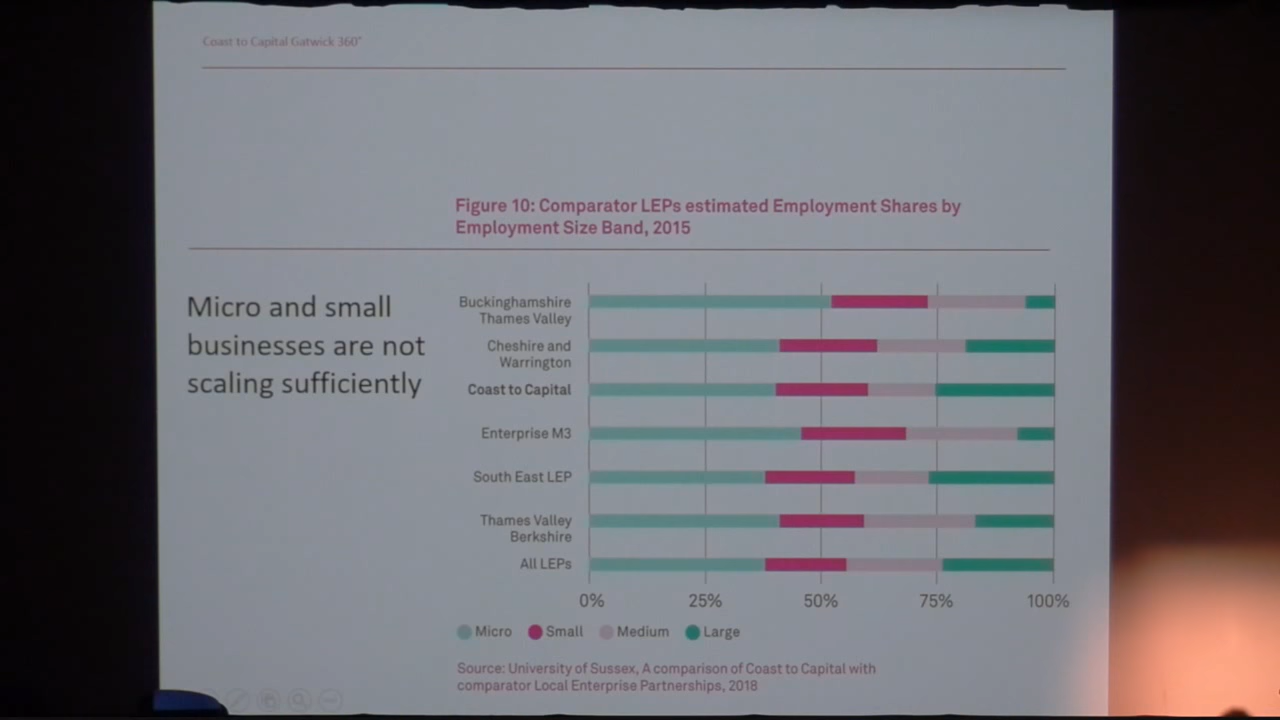 Coast to Capital Gatwick 360°
Figure 10: Comparator LEPs estimated Employment Shares by
Employment Size Band, 2015
Micro and small
businesses are not
scaling sufficiently
Buckinghamshire
Thames Valley
Cheshire and
Warrington
Coast to Capital
Enterprise M3
South East LEP
Thames Valley
Berkshire
All LEPs
0% 25% 50% 75% 100%
Micro Small Medium Large
Source: University of Sussex, A comparison of Coast to Capital with
comparator Local Enterprise Partnerships, 2018